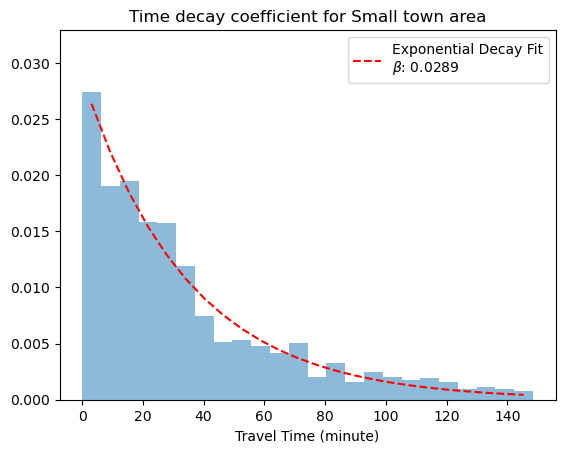 Time decay coefficient for Small town area
Exponential Decay Fit
β: 0.0289
0.030
0.025
0.020
0.015
0.010
0.005
0.000
0 20 40 60 80 100 120 140
Travel Time (minute)